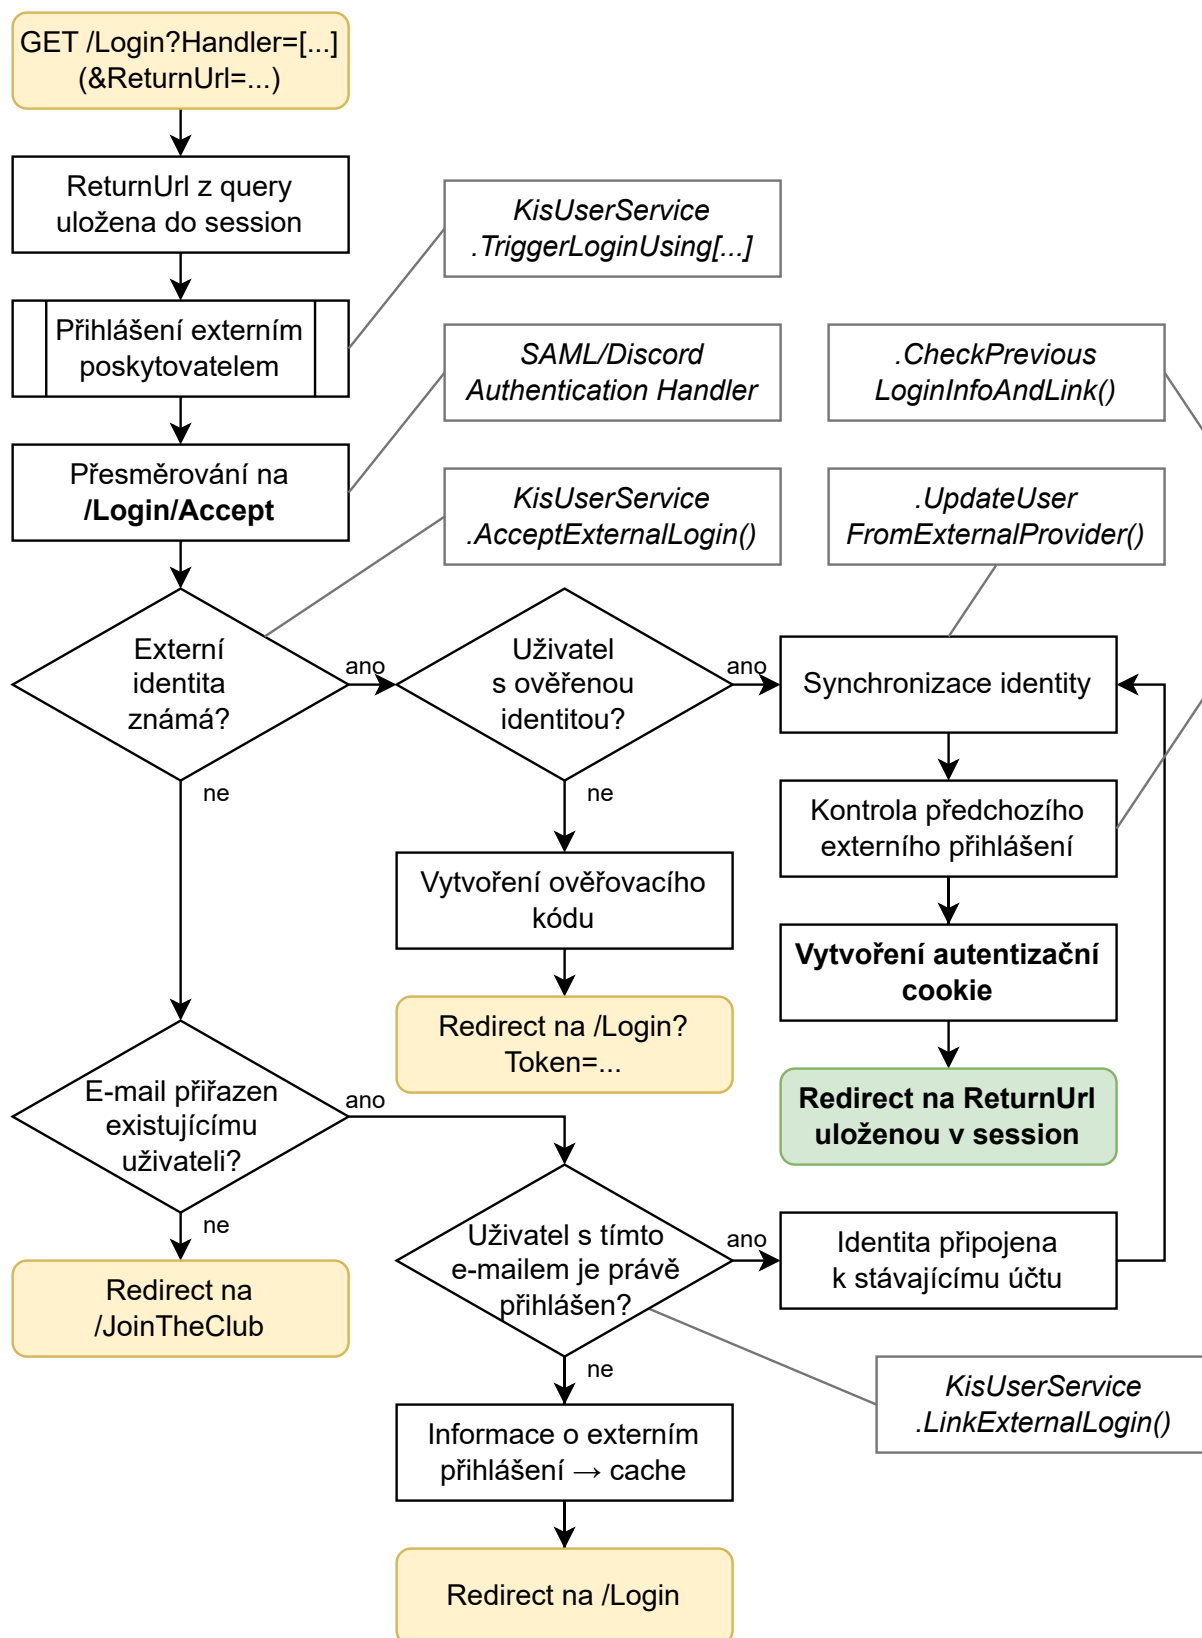 GET /Login?Handler=[...]
(&ReturnUrl=...)
ReturnUrl z query
uložena do session
KisUserService
.TriggerLoginUsing[...]
Přihlášení externím
poskytovatelem
SAML/Discord
Authentication Handler
.CheckPrevious
LoginInfoAndLink()
Přesměrování na
/Login/Accept
KisUserService
.AcceptExternalLogin()
.UpdateUser
FromExternalProvider()
Externí
identita
známá?
ano
Uživatel
s ověřenou
identitou?
ano
Synchronizace identity
ne
ne
Kontrola předchozího
externího přihlášení
Vytvoření ověřovacího
kódu
Vytvoření autentizační
cookie
Redirect na /Login?
Token=...
E-mail přiřazen
existujícímu
uživateli?
ano
Redirect na ReturnUrl
uloženou v session
ne
Uživatel s tímto
e-mailem je právě
přihlášen?
ano
Identita připojena
k stávajícímu účtu
Redirect na
/JoinTheClub
ne
KisUserService
.LinkExternalLogin()
Informace o externím
přihlášení → cache
Redirect na /Login